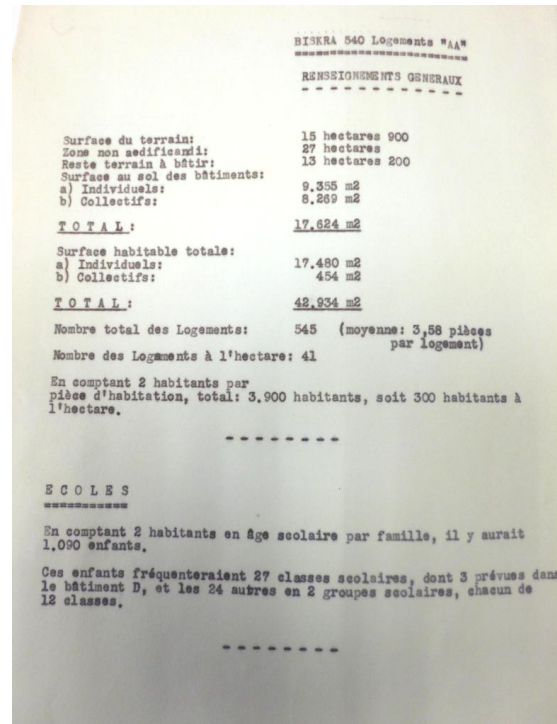 BISKRA 540 Logements "AA"
RENSEIGNEMENTS GENERAUX
Surface du terrain: 15 hectares 900
Zone non aedificandi: 27 hectares
Reste terrain à bâtir: 13 hectares 200
Surface au sol des bâtiments:
a) Individuels: 9.355 m2
b) Collectifs: 8.269 m2
TOTAL: 17.624 m2
Surface habitable totale:
a) Individuels: 17.480 m2
b) Collectifs: 454 m2
TOTAL: 42.934 m2
Nombre total des Logements: 545 (moyenne: 3,58 pièces
par logement)
Nombre des Logements à l'hectare: 41
En comptant 2 habitants par
pièce d'habitation, total: 3.900 habitants, soit 300 habitants à
l'hectare.
ECOLES
En comptant 2 habitants en âge scolaire par famille, il y aurait
1.090 enfants.
Ces enfants fréquenteraient 27 classes scolaires, dont 3 prévues dans
le bâtiment D, et les 24 autres en 2 groupes scolaires, chacun de
12 classes.